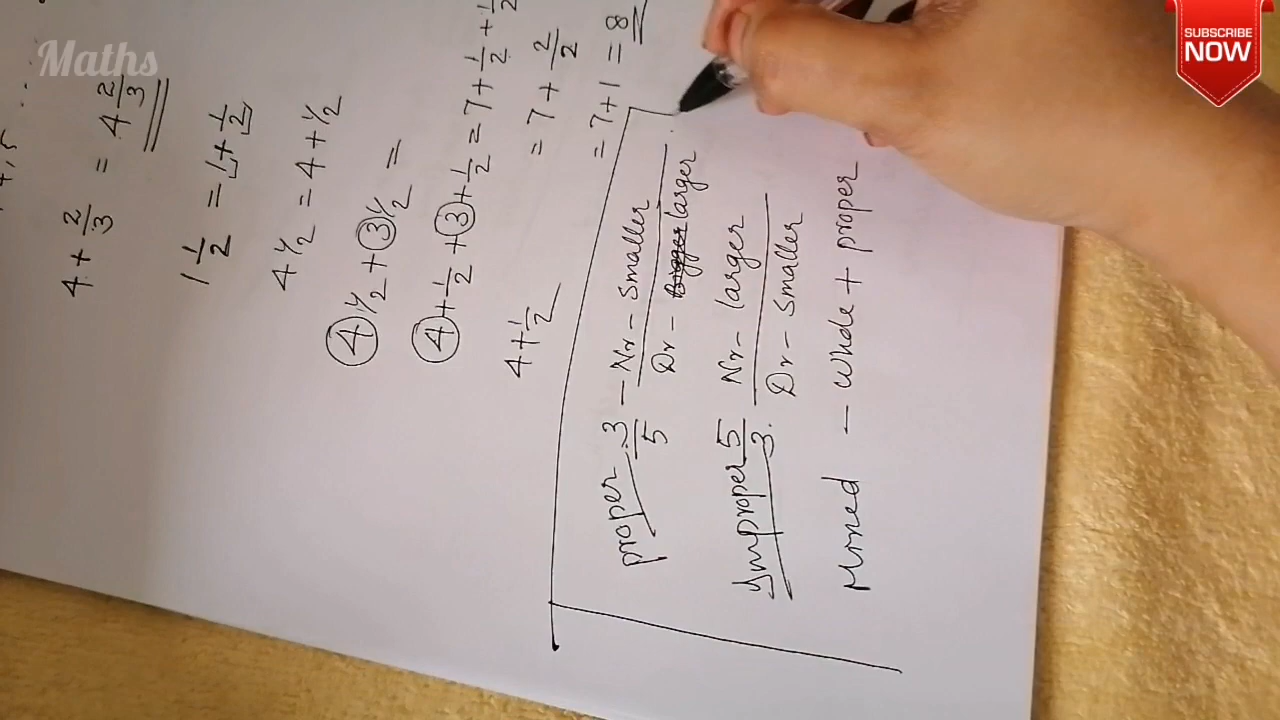 Maths
SUBSCRIBE
NOW
4 + 2/3 = 4 2/3
1 1/2 = 1 + 1/2
4 1/2 = 4 + 1/2
4 1/2 + 3 1/2 =
4 + 1/2 + 3 + 1/2 = 7 + 1/2 + 1/2
= 7 + 2/2
4 + 1/2
= 7 + 1 = 8
proper 3/5 - Nr - Smaller
Dr - larger
Improper 5/3 Nr - larger
Dr - Smaller
Mixed - Whole + proper